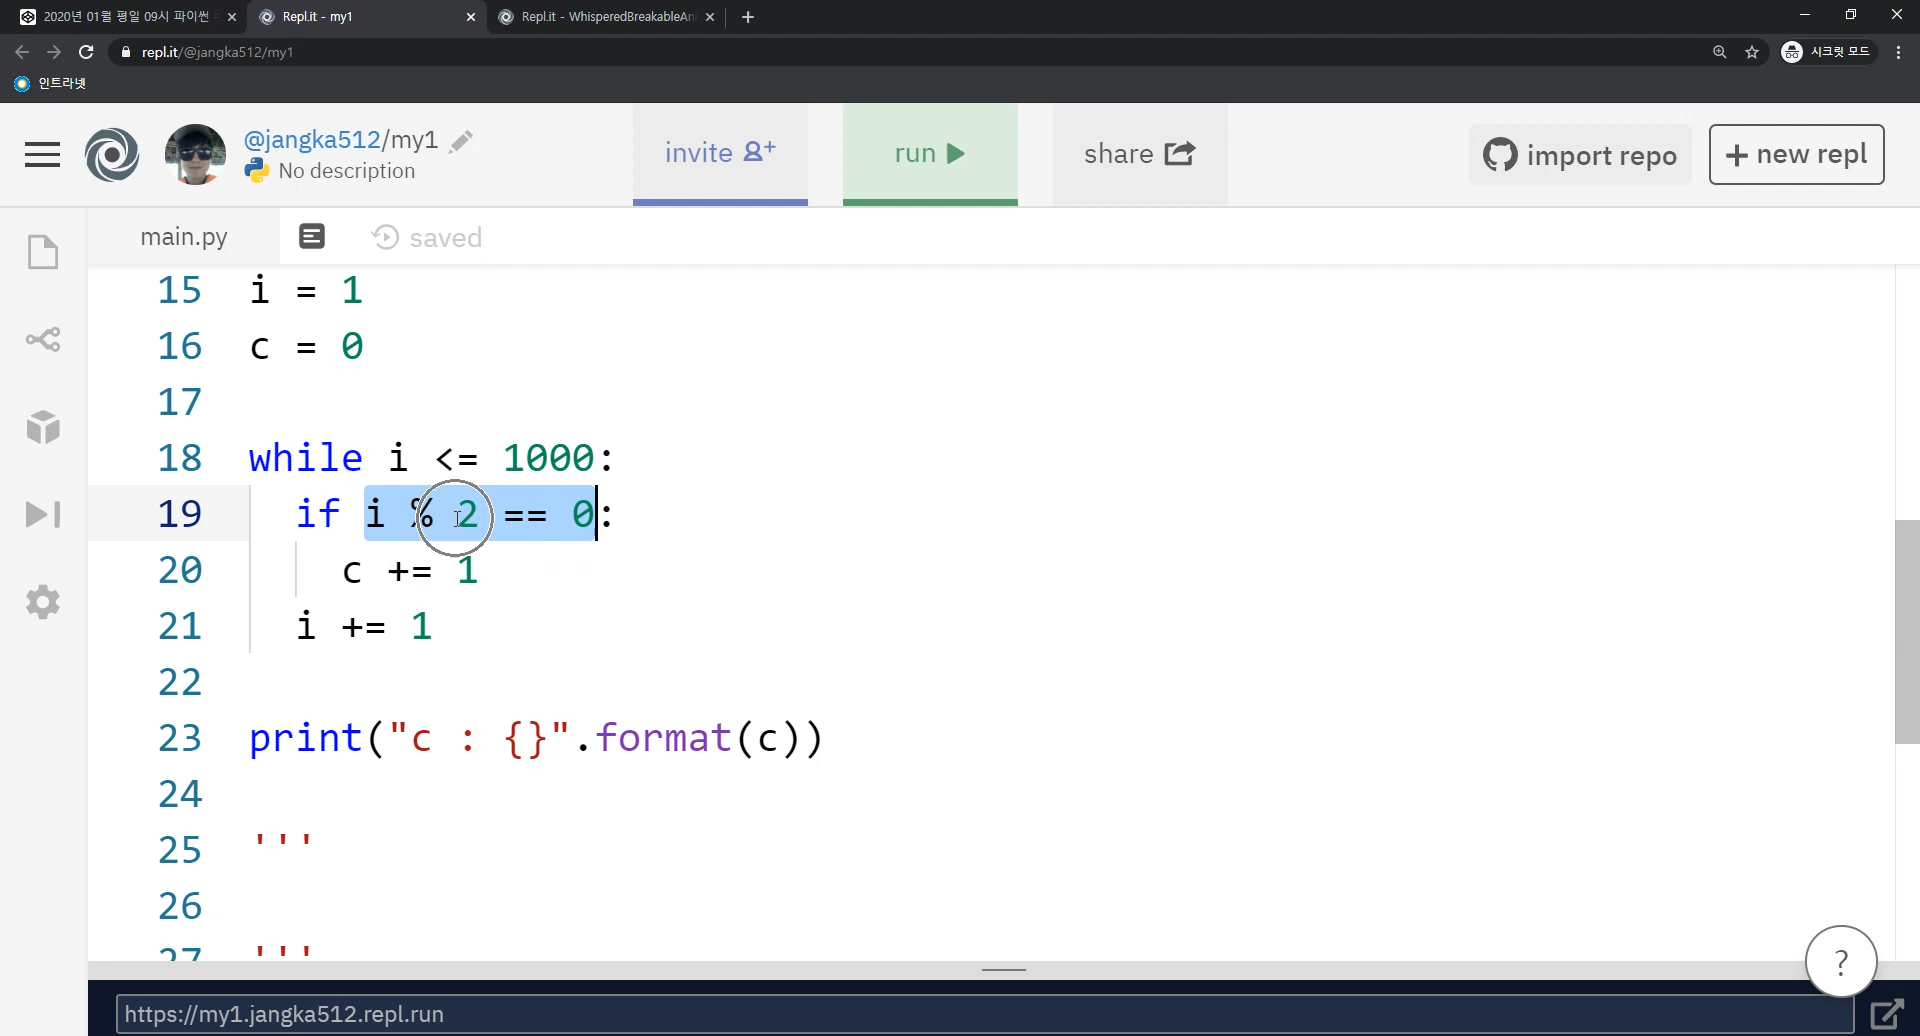 2020년 01월 평일 09시 파이썬
Repl.it - my1
Repl.it - WhisperedBreakableAni
repl.it/@jangka512/my1
시크릿 모드
인트라넷
@jangka512/my1
No description
invite
run
share
import repo
+ new repl
main.py
saved
15 i = 1
16 c = 0
17
18 while i <= 1000:
19 if i % 2 == 0:
20 c += 1
21 i += 1
22
23 print("c : {}".format(c))
24
25 '''
26
27 '''
?
https://my1.jangka512.repl.run